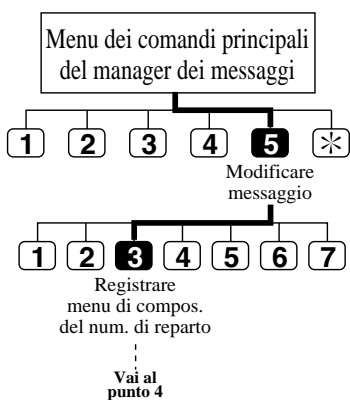 Menu dei comandi principali
del manager dei messaggi
1 2 3 4 5 ✻
Modificare
messaggio
1 2 3 4 5 6 7
Registrare
menu di compos.
del num. di reparto
Vai al
punto 4